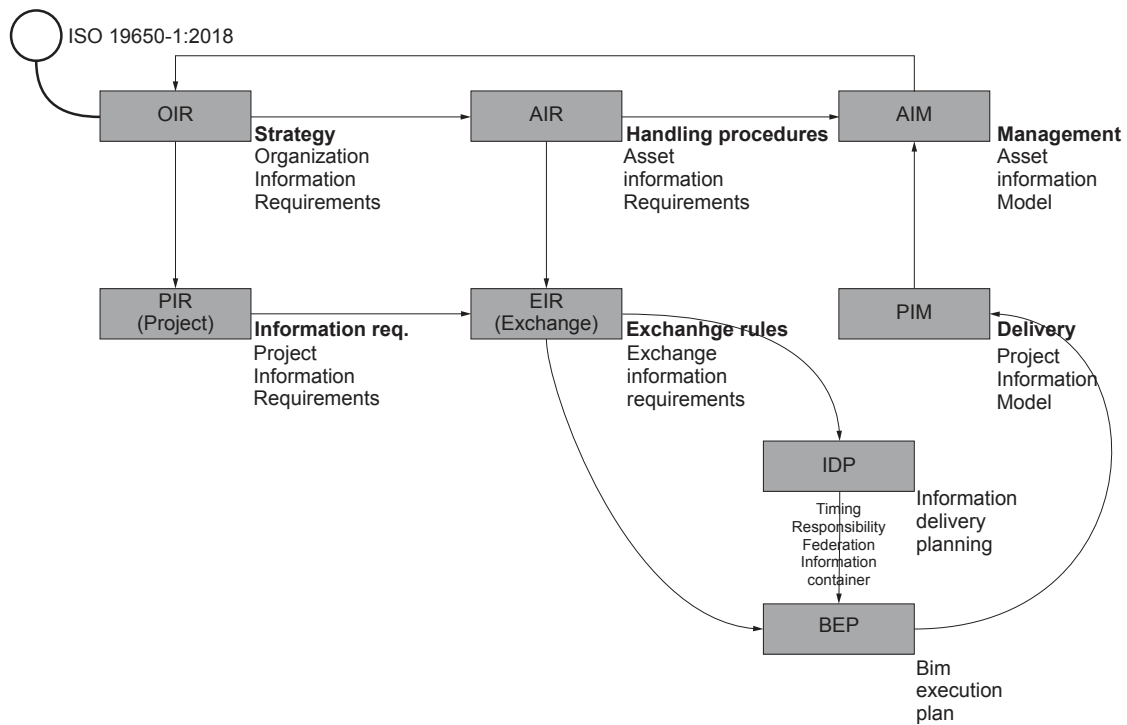 ISO 19650-1:2018
OIR
Strategy
Organization
Information
Requirements
AIR
Handling procedures
Asset
information
Requirements
AIM
Management
Asset
information
Model
PIR
(Project)
Information req.
Project
Information
Requirements
EIR
(Exchange)
Exchanhge rules
Exchange
information
requirements
PIM
Delivery
Project
Information
Model
IDP
Information
delivery
planning
Timing
Responsibility
Federation
Information
container
BEP
Bim
execution
plan